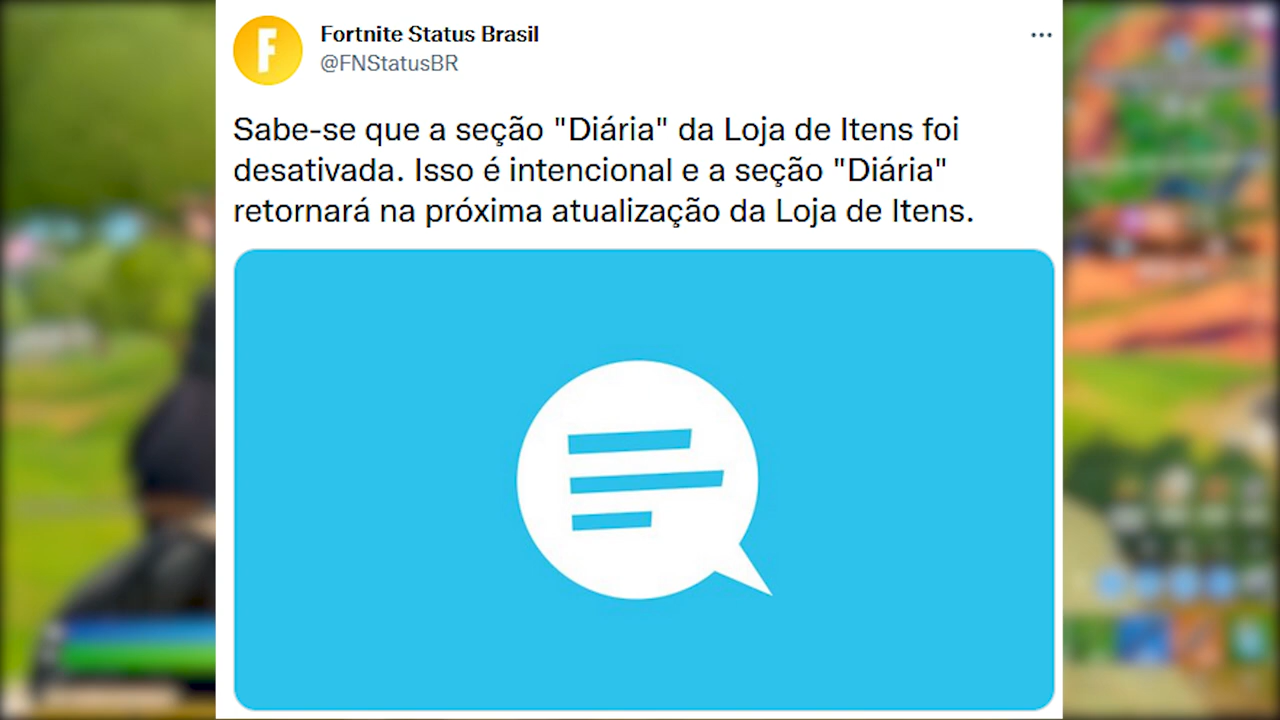 F
Fortnite Status Brasil
@FNStatusBR
Sabe-se que a seção "Diária" da Loja de Itens foi
desativada. Isso é intencional e a seção "Diária"
retornará na próxima atualização da Loja de Itens.